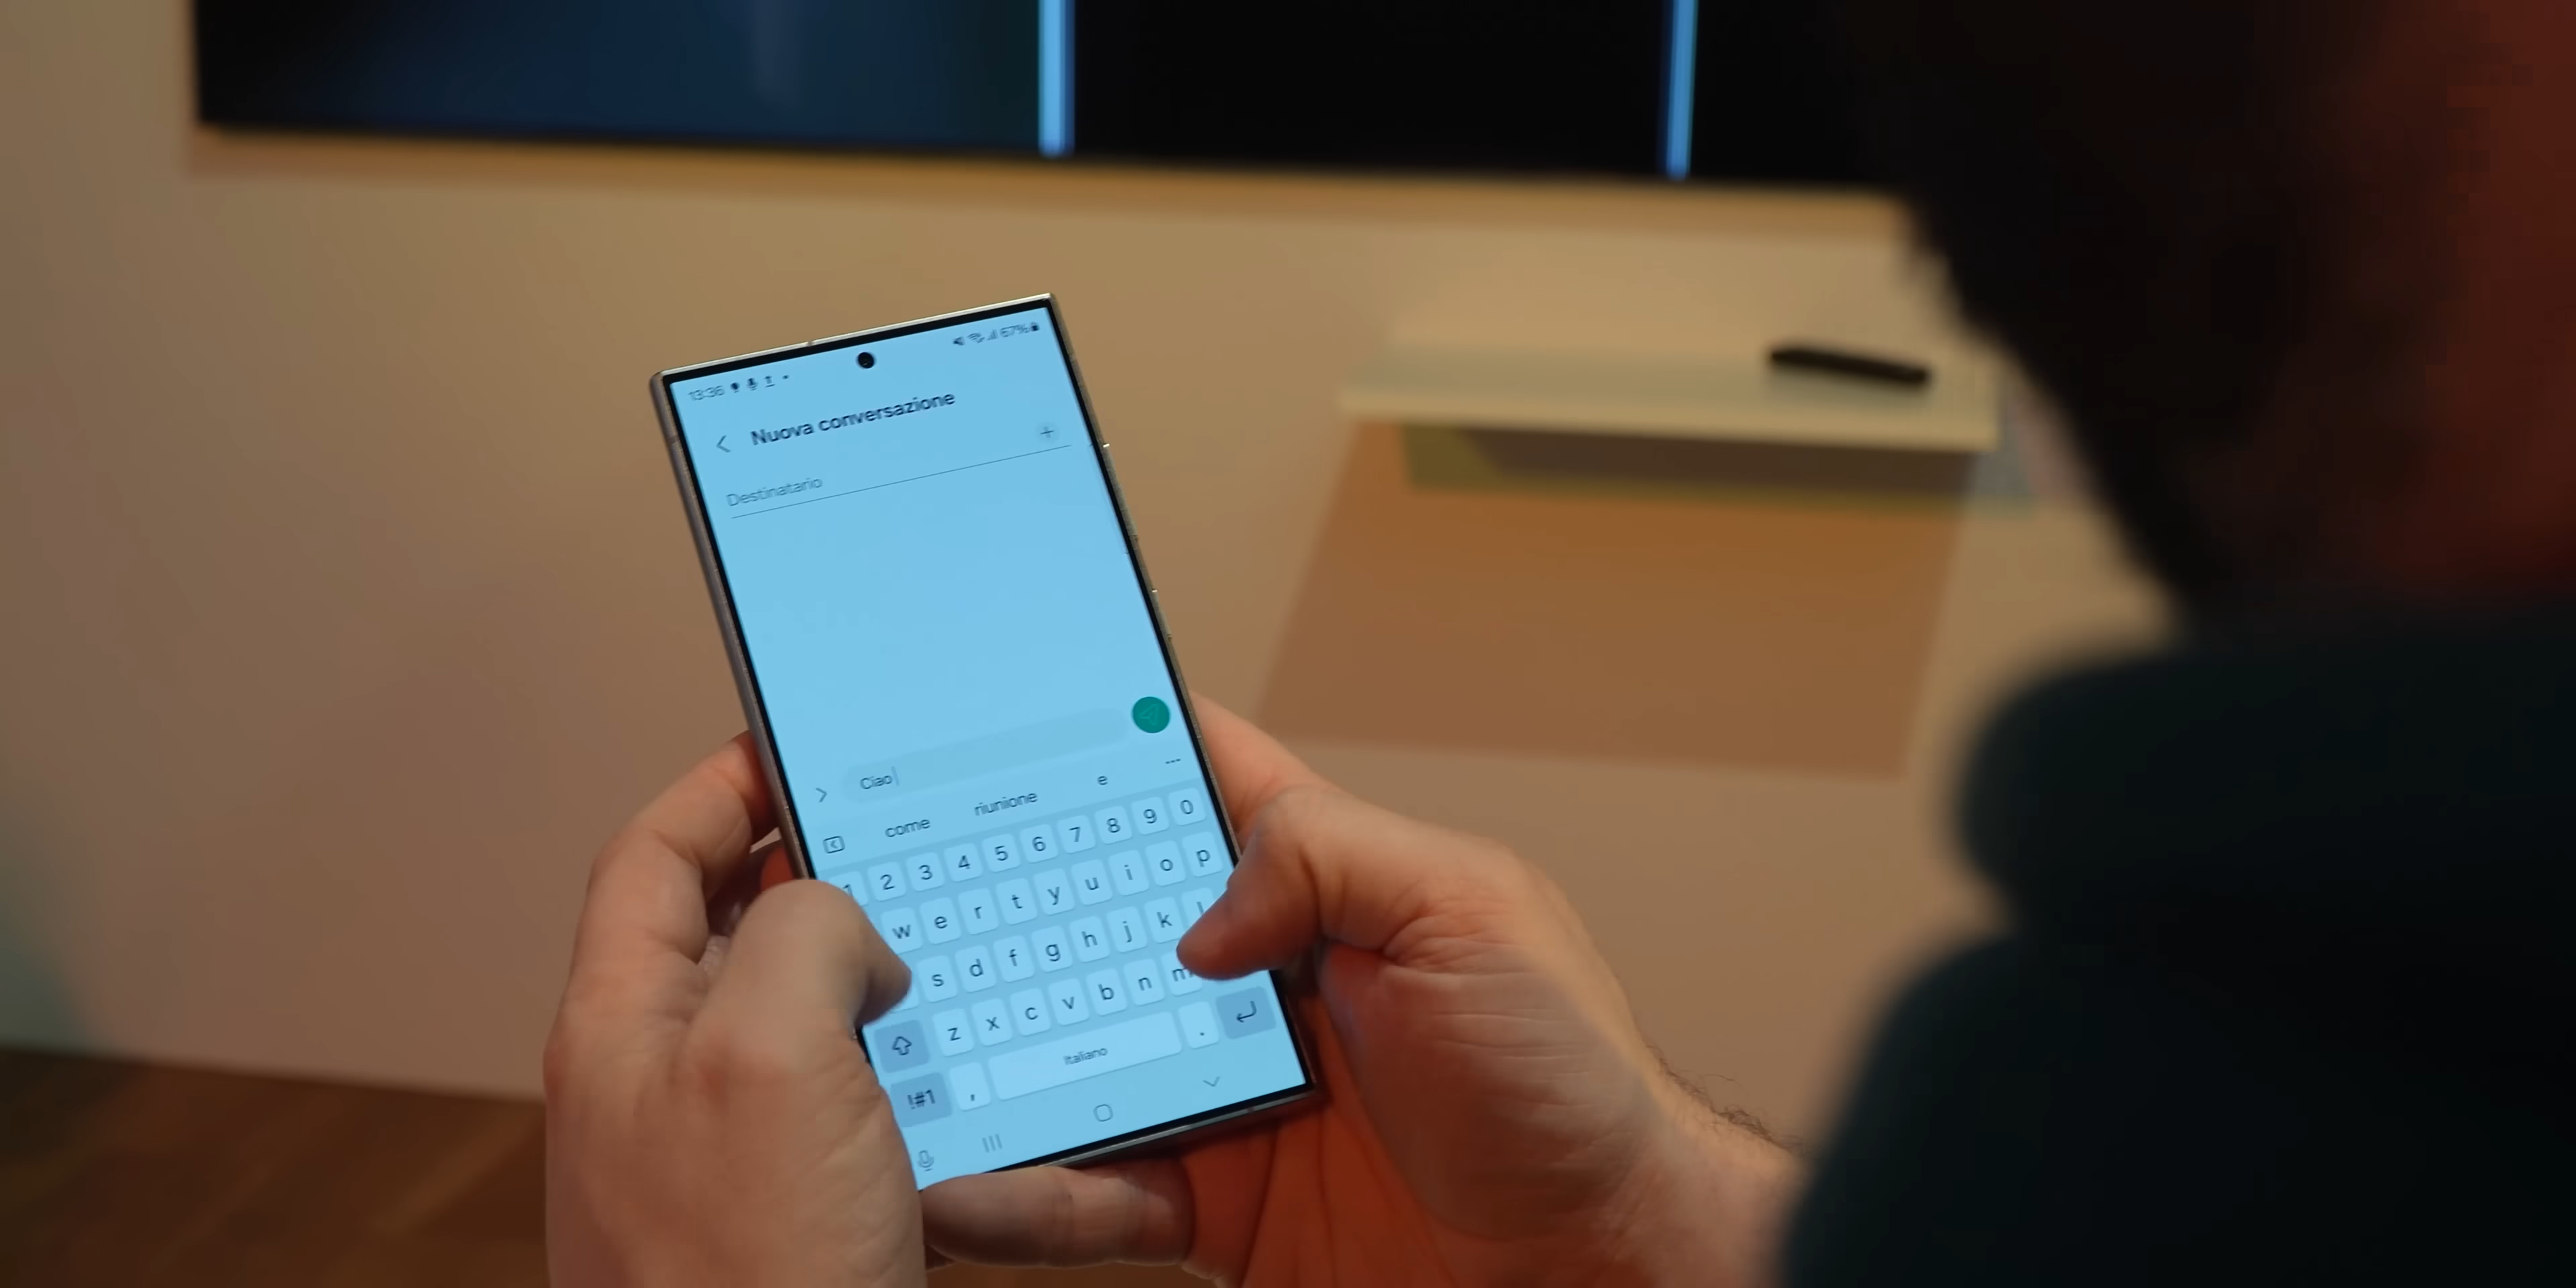 13:36 67%
Nuova conversazione
+
Destinatario
Ciao
come riunione e ...
1 2 3 4 5 6 7 8 9 0
w e r t y u i o p
s d f g h j k l
z x c v b n m
!#1 , Italiano .